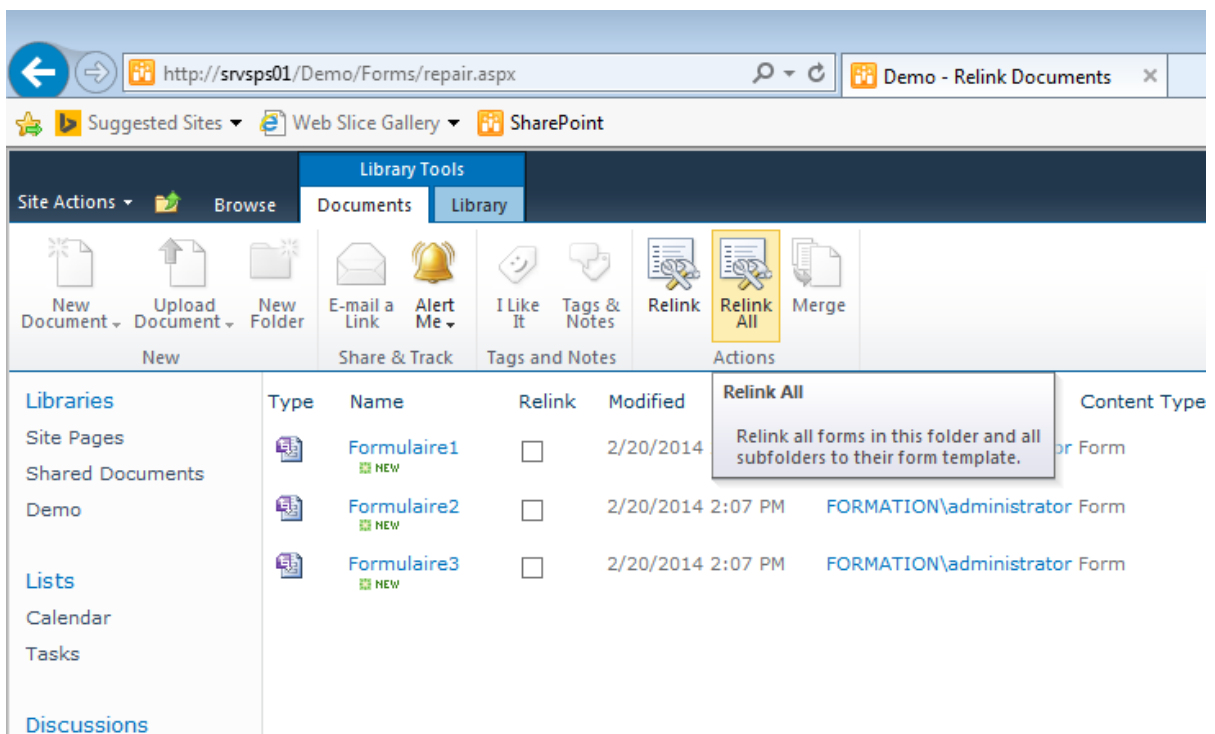 http://srvsps01/Demo/Forms/repair.aspx
Demo - Relink Documents
Suggested Sites
Web Slice Gallery
SharePoint
Library Tools
Site Actions
Browse
Documents
Library
New Document
Upload Document
New Folder
E-mail a Link
Alert Me
I Like It
Tags & Notes
Relink
Relink All
Merge
New
Share & Track
Tags and Notes
Actions
Libraries
Site Pages
Shared Documents
Demo
Lists
Calendar
Tasks
Discussions
Type Name Relink Modified Content Type
Formulaire1 2/20/2014 Form
NEW
Formulaire2 2/20/2014 2:07 PM FORMATION\administrator Form
NEW
Formulaire3 2/20/2014 2:07 PM FORMATION\administrator Form
NEW
Relink All
Relink all forms in this folder and all
subfolders to their form template.